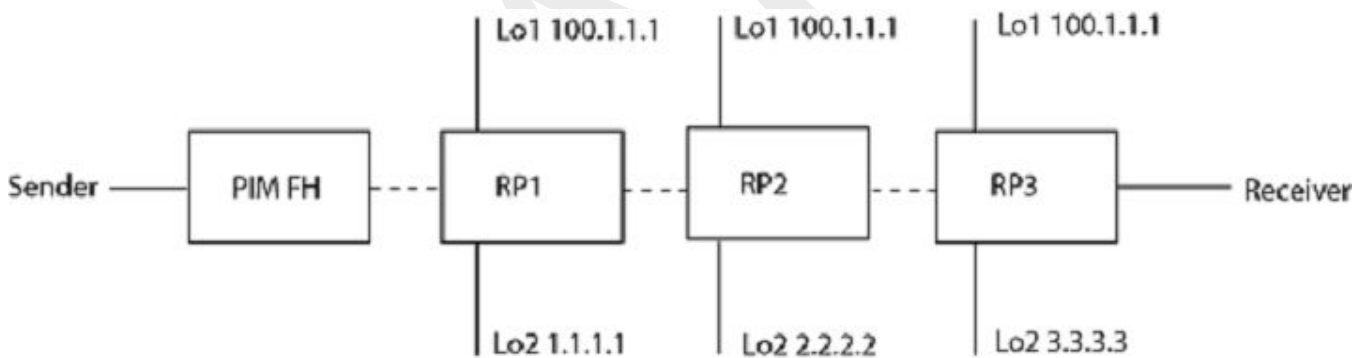 Lo1 100.1.1.1
Lo1 100.1.1.1
Lo1 100.1.1.1
Sender
PIM FH
RP1
RP2
RP3
Receiver
Lo2 1.1.1.1
Lo2 2.2.2.2
Lo2 3.3.3.3